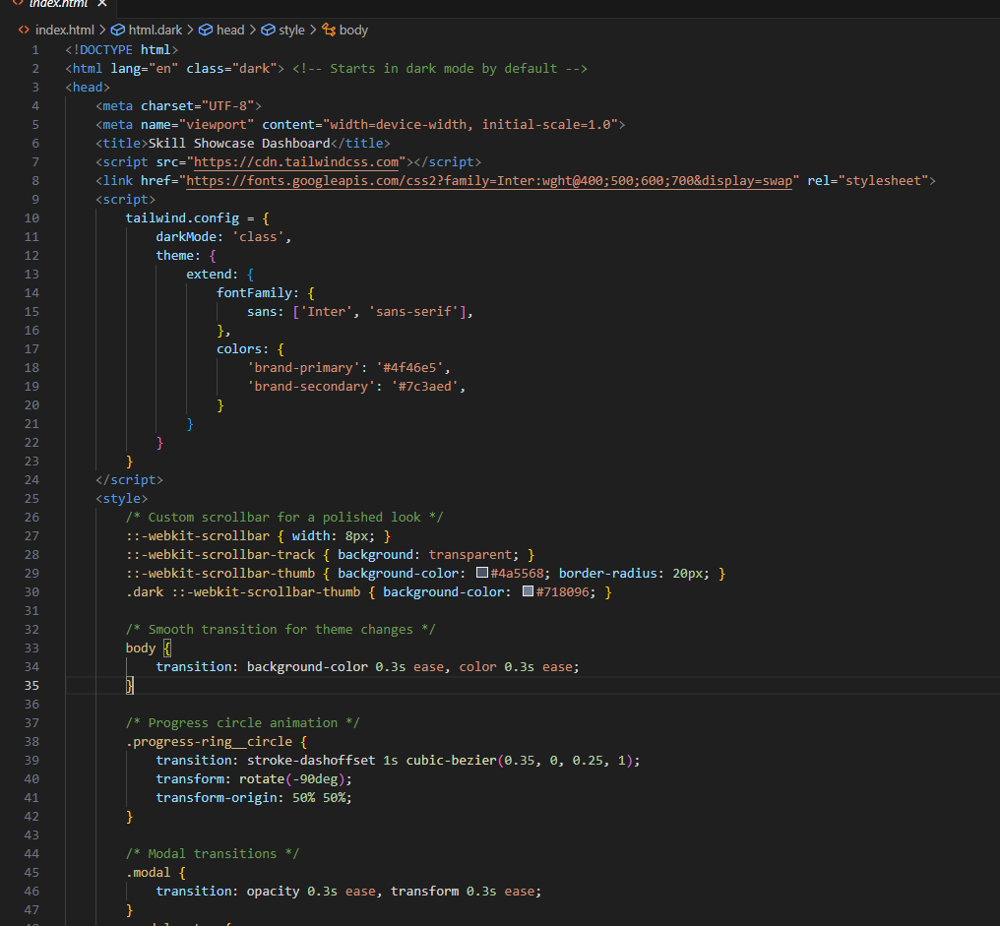 index.html ×
index.html > html.dark > head > style > body
1 <!DOCTYPE html>
2 <html lang="en" class="dark"> <!-- Starts in dark mode by default -->
3 <head>
4     <meta charset="UTF-8">
5     <meta name="viewport" content="width=device-width, initial-scale=1.0">
6     <title>Skill Showcase Dashboard</title>
7     <script src="https://cdn.tailwindcss.com"></script>
8     <link href="https://fonts.googleapis.com/css2?family=Inter:wght@400;500;600;700&display=swap" rel="stylesheet">
9     <script>
10         tailwind.config = {
11             darkMode: 'class',
12             theme: {
13                 extend: {
14                     fontFamily: {
15                         sans: ['Inter', 'sans-serif'],
16                     },
17                     colors: {
18                         'brand-primary': '#4f46e5',
19                         'brand-secondary': '#7c3aed',
20                     }
21                 }
22             }
23         }
24     </script>
25     <style>
26         /* Custom scrollbar for a polished look */
27         ::-webkit-scrollbar { width: 8px; }
28         ::-webkit-scrollbar-track { background: transparent; }
29         ::-webkit-scrollbar-thumb { background-color: #4a5568; border-radius: 20px; }
30         .dark ::-webkit-scrollbar-thumb { background-color: #718096; }
31
32         /* Smooth transition for theme changes */
33         body {
34             transition: background-color 0.3s ease, color 0.3s ease;
35         }
36
37         /* Progress circle animation */
38         .progress-ring__circle {
39             transition: stroke-dashoffset 1s cubic-bezier(0.35, 0, 0.25, 1);
40             transform: rotate(-90deg);
41             transform-origin: 50% 50%;
42         }
43
44         /* Modal transitions */
45         .modal {
46             transition: opacity 0.3s ease, transform 0.3s ease;
47         }